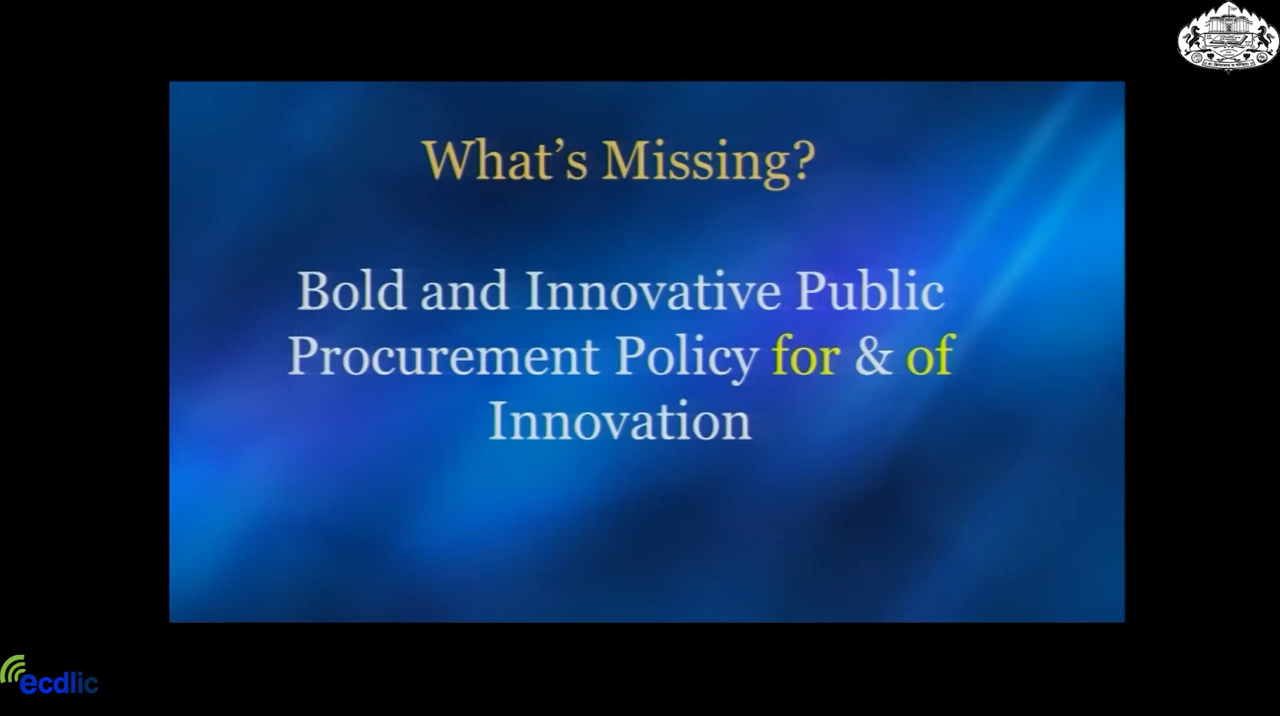 What's Missing?
Bold and Innovative Public
Procurement Policy for & of
Innovation
ecdlic